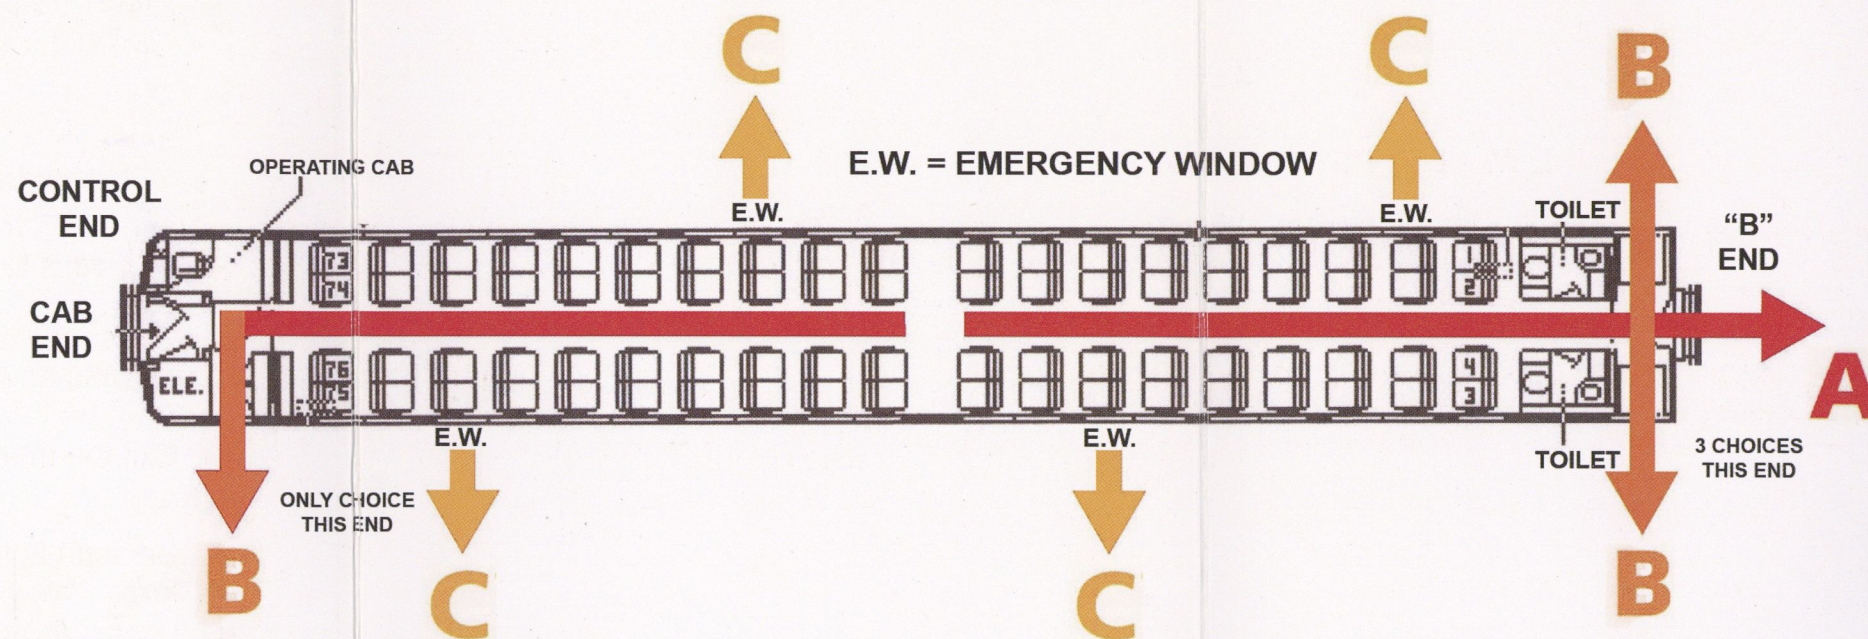 C
C
B
E.W. = EMERGENCY WINDOW
OPERATING CAB
CONTROL
END
E.W.
E.W.
TOILET
"B"
END
73
74
1
2
CAB
END
A
76
75
4
3
ELE.
E.W.
E.W.
TOILET
3 CHOICES
THIS END
ONLY CHOICE
THIS END
B
C
C
B